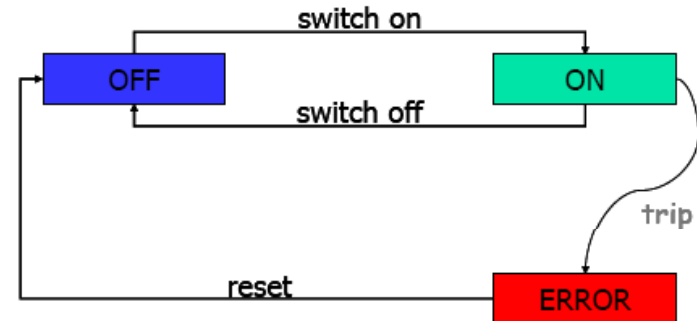 switch on
OFF
ON
switch off
trip
reset
ERROR